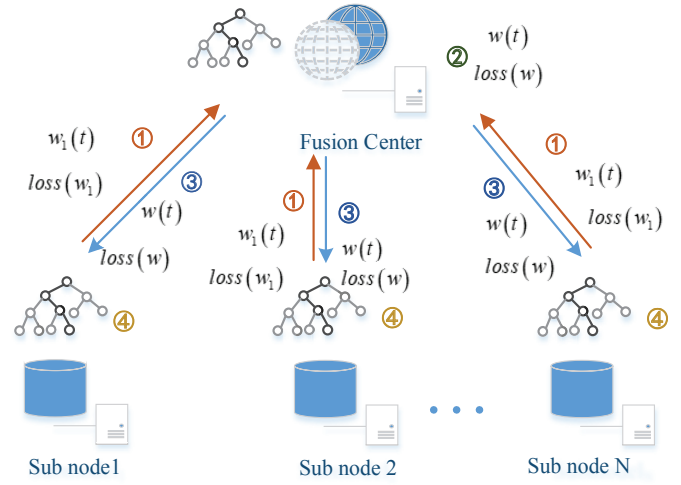 ② w(t)
loss(w)
Fusion Center
w₁(t) ①
loss(w₁)
③
w(t)
loss(w)
①
w₁(t)
loss(w₁)
③
w(t)
loss(w)
①
w₁(t)
loss(w₁)
③
w(t)
loss(w)
④
④
④
Sub node1
Sub node 2
Sub node N